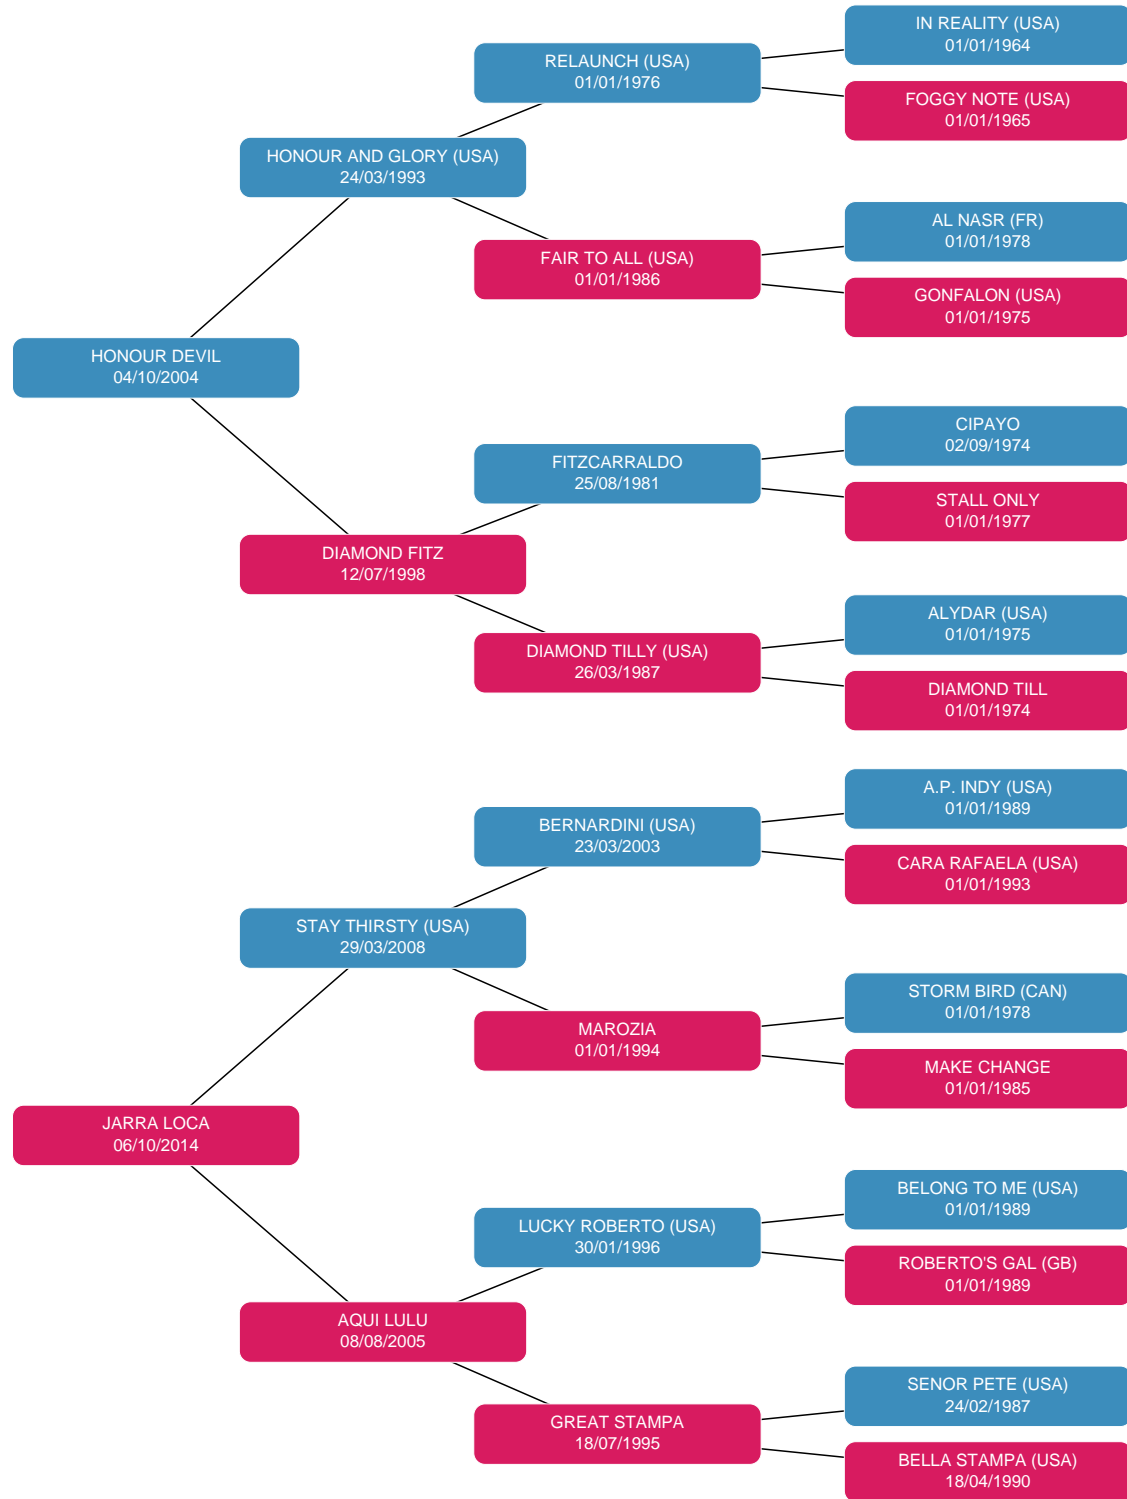 IN REALITY (USA)
01/01/1964
RELAUNCH (USA)
01/01/1976
FOGGY NOTE (USA)
01/01/1965
HONOUR AND GLORY (USA)
24/03/1993
AL NASR (FR)
01/01/1978
FAIR TO ALL (USA)
01/01/1986
GONFALON (USA)
01/01/1975
HONOUR DEVIL
04/10/2004
CIPAYO
02/09/1974
FITZCARRALDO
25/08/1981
STALL ONLY
01/01/1977
DIAMOND FITZ
12/07/1998
ALYDAR (USA)
01/01/1975
DIAMOND TILLY (USA)
26/03/1987
DIAMOND TILL
01/01/1974
A.P. INDY (USA)
01/01/1989
BERNARDINI (USA)
23/03/2003
CARA RAFAELA (USA)
01/01/1993
STAY THIRSTY (USA)
29/03/2008
STORM BIRD (CAN)
01/01/1978
MAROZIA
01/01/1994
MAKE CHANGE
01/01/1985
JARRA LOCA
06/10/2014
BELONG TO ME (USA)
01/01/1989
LUCKY ROBERTO (USA)
30/01/1996
ROBERTO'S GAL (GB)
01/01/1989
AQUI LULU
08/08/2005
SENOR PETE (USA)
24/02/1987
GREAT STAMPA
18/07/1995
BELLA STAMPA (USA)
18/04/1990